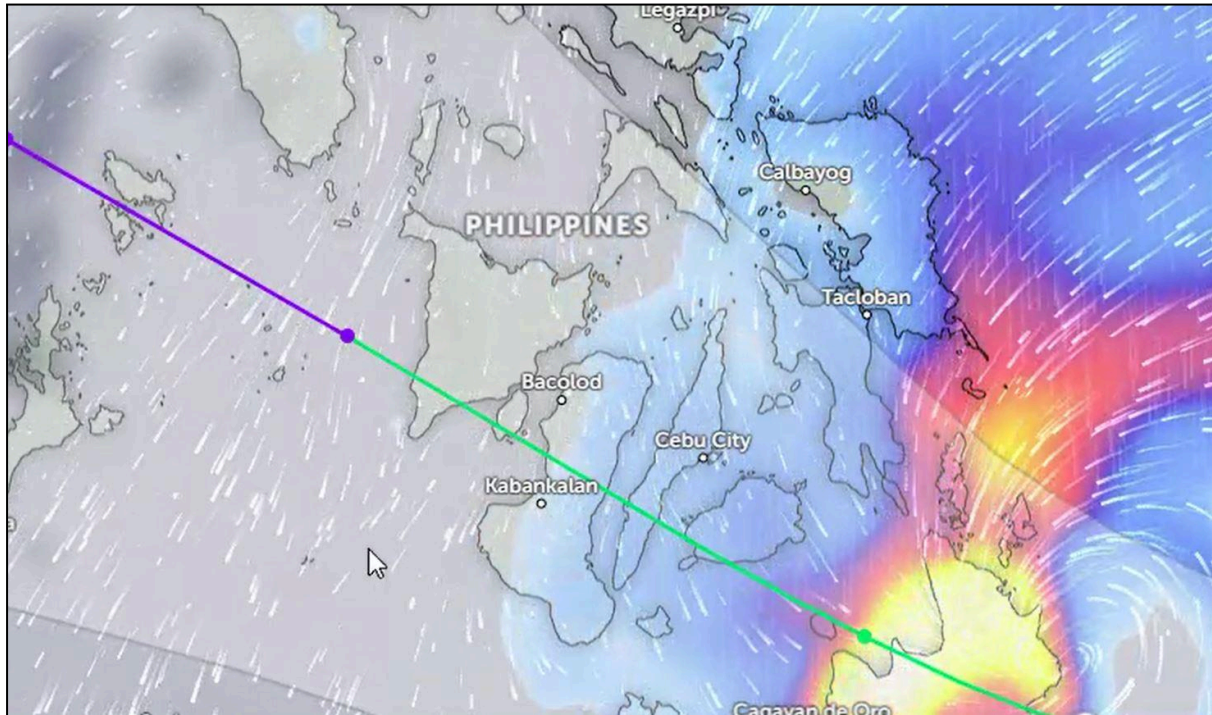 Legazpi
Calbayog
PHILIPPINES
Tacloban
Bacolod
Cebu City
Kabankalan
a
Cagayan de Oro